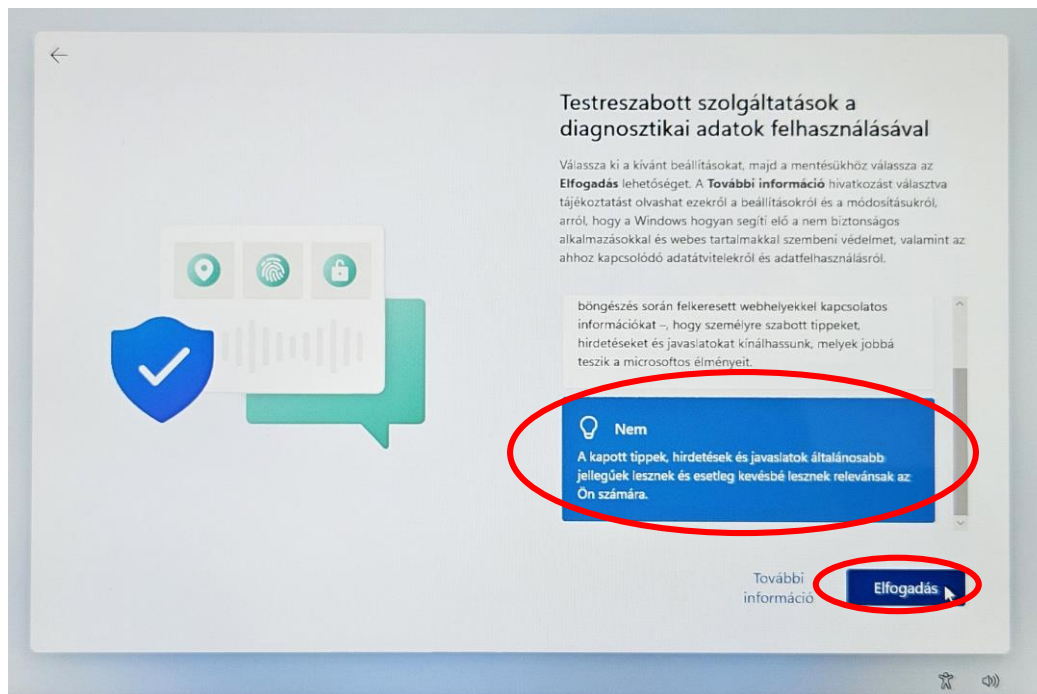 Testreszabott szolgáltatások a
diagnosztikai adatok felhasználásával
Válassza ki a kívánt beállításokat, majd a mentésükhöz válassza az
Elfogadás lehetőséget. A További információ hivatkozást választva
tájékoztatást olvashat ezekről a beállításokról és a módosításukról,
arról, hogy a Windows hogyan segíti elő a nem biztonságos
alkalmazásokkal és webes tartalmakkal szembeni védelmet, valamint az
ahhoz kapcsolódó adatátvitelekről és adatfelhasználásról.
böngészés során felkeresett webhelyekkel kapcsolatos
információkat –, hogy személyre szabott tippeket,
hirdetéseket és javaslatokat kínálhassunk, melyek jobbá
teszik a microsoftos élményeit.
Nem
A kapott tippek, hirdetések és javaslatok általánosabb
jellegűek lesznek és esetleg kevésbé lesznek relevánsak az
Ön számára.
További
információ
Elfogadás